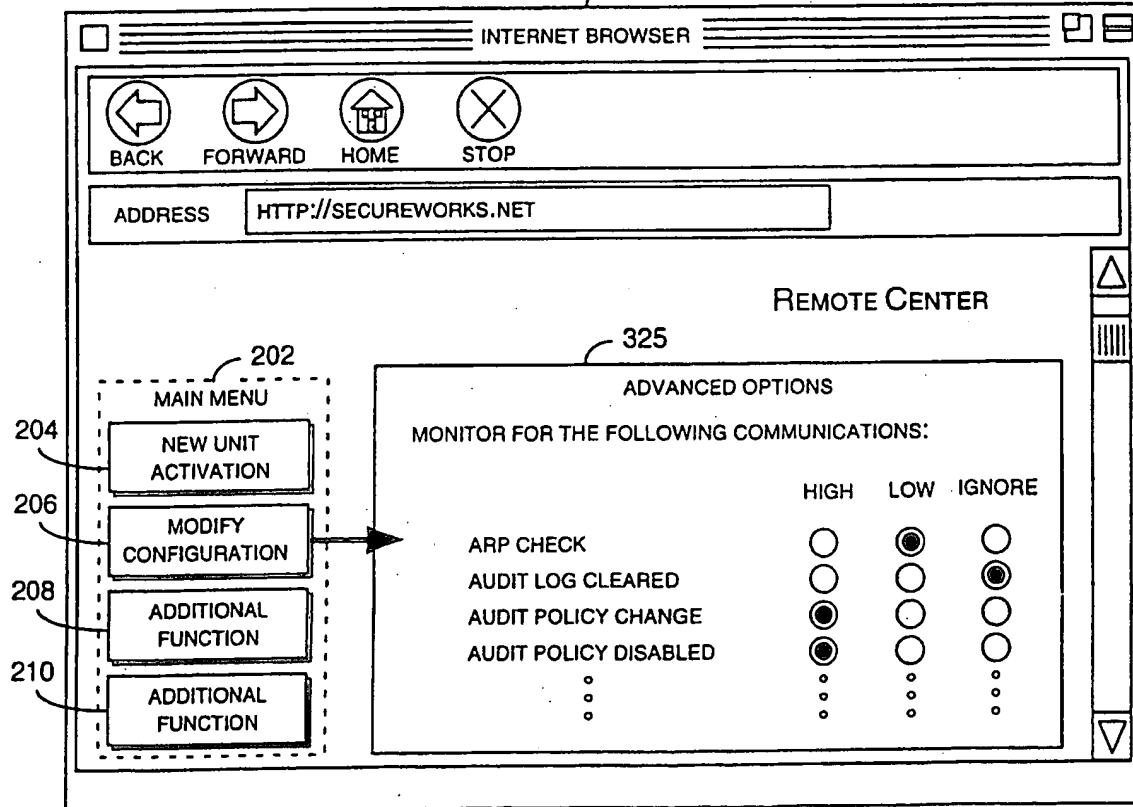 INTERNET BROWSER
BACK FORWARD HOME STOP
ADDRESS HTTP://SECUREWORKS.NET
REMOTE CENTER
202
MAIN MENU
204
NEW UNIT
ACTIVATION
206
MODIFY
CONFIGURATION
208
ADDITIONAL
FUNCTION
210
ADDITIONAL
FUNCTION
325
ADVANCED OPTIONS
MONITOR FOR THE FOLLOWING COMMUNICATIONS:
HIGH LOW IGNORE
ARP CHECK
AUDIT LOG CLEARED
AUDIT POLICY CHANGE
AUDIT POLICY DISABLED